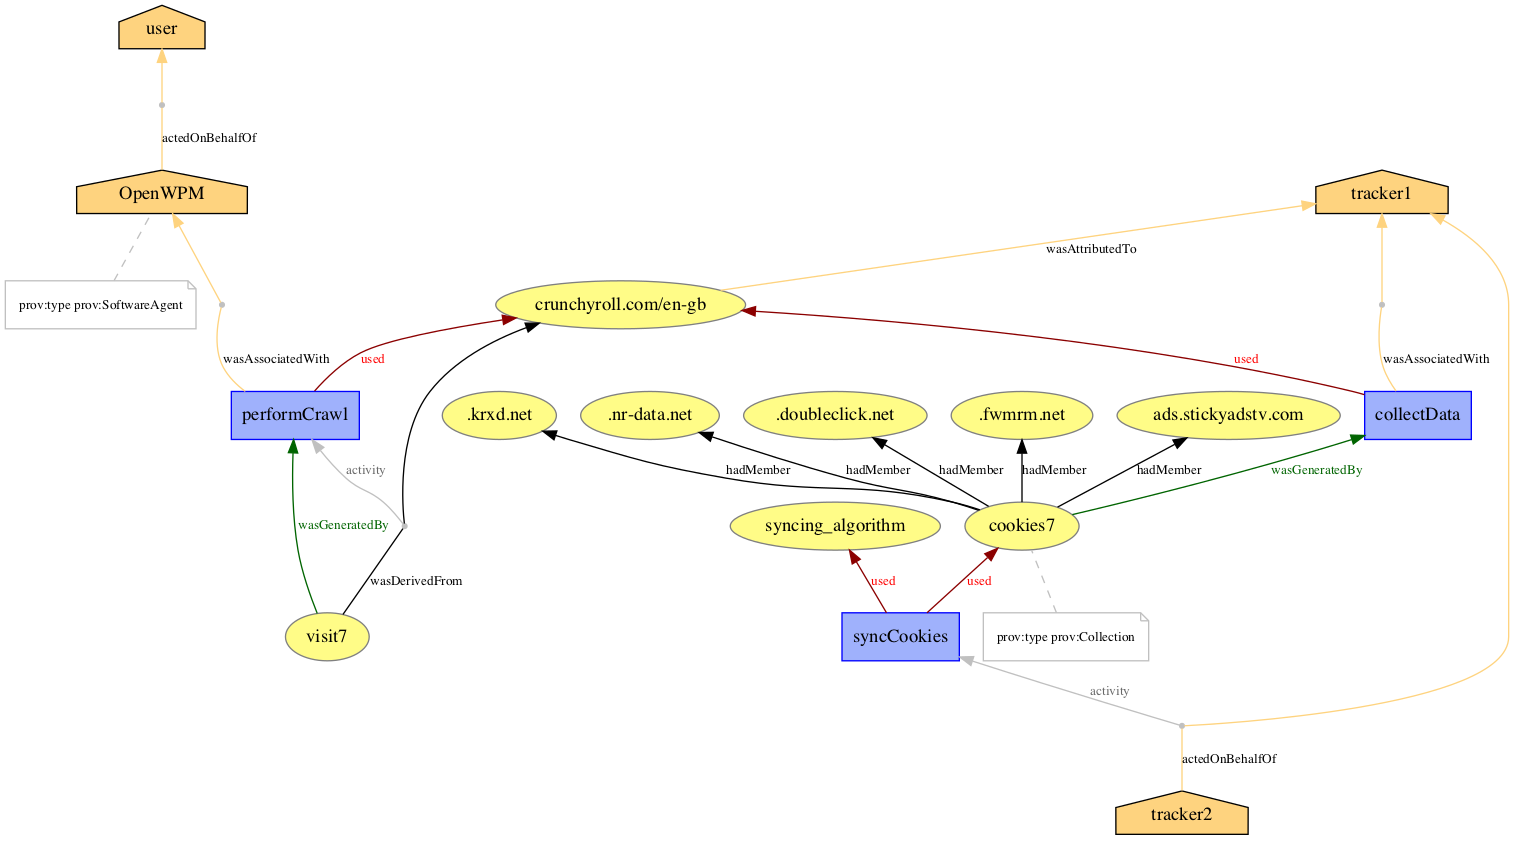 user
actedOnBehalfOf
OpenWPM
tracker1
wasAttributedTo
prov:type prov:SoftwareAgent
crunchyroll.com/en-gb
wasAssociatedWith
used
used
wasAssociatedWith
performCrawl
.krxd.net
.nr-data.net
.doubleclick.net
.fwmrm.net
ads.stickyadstv.com
collectData
activity
hadMember
hadMember
hadMember
hadMember
hadMember
wasGeneratedBy
wasGeneratedBy
syncing_algorithm
cookies7
wasDerivedFrom
used
used
visit7
syncCookies
prov:type prov:Collection
activity
actedOnBehalfOf
tracker2